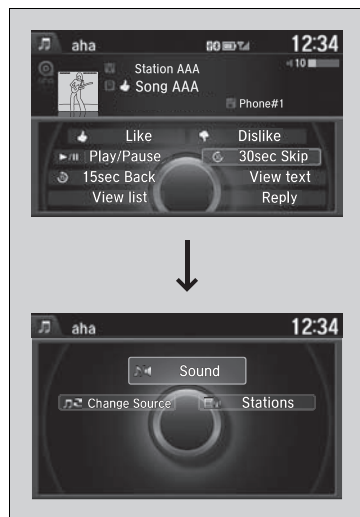 aha 12:34
Station AAA 10
Song AAA
Phone#1
Like Dislike
Play/Pause 30sec Skip
15sec Back View text
View list Reply
aha 12:34
Sound
Change Source Stations